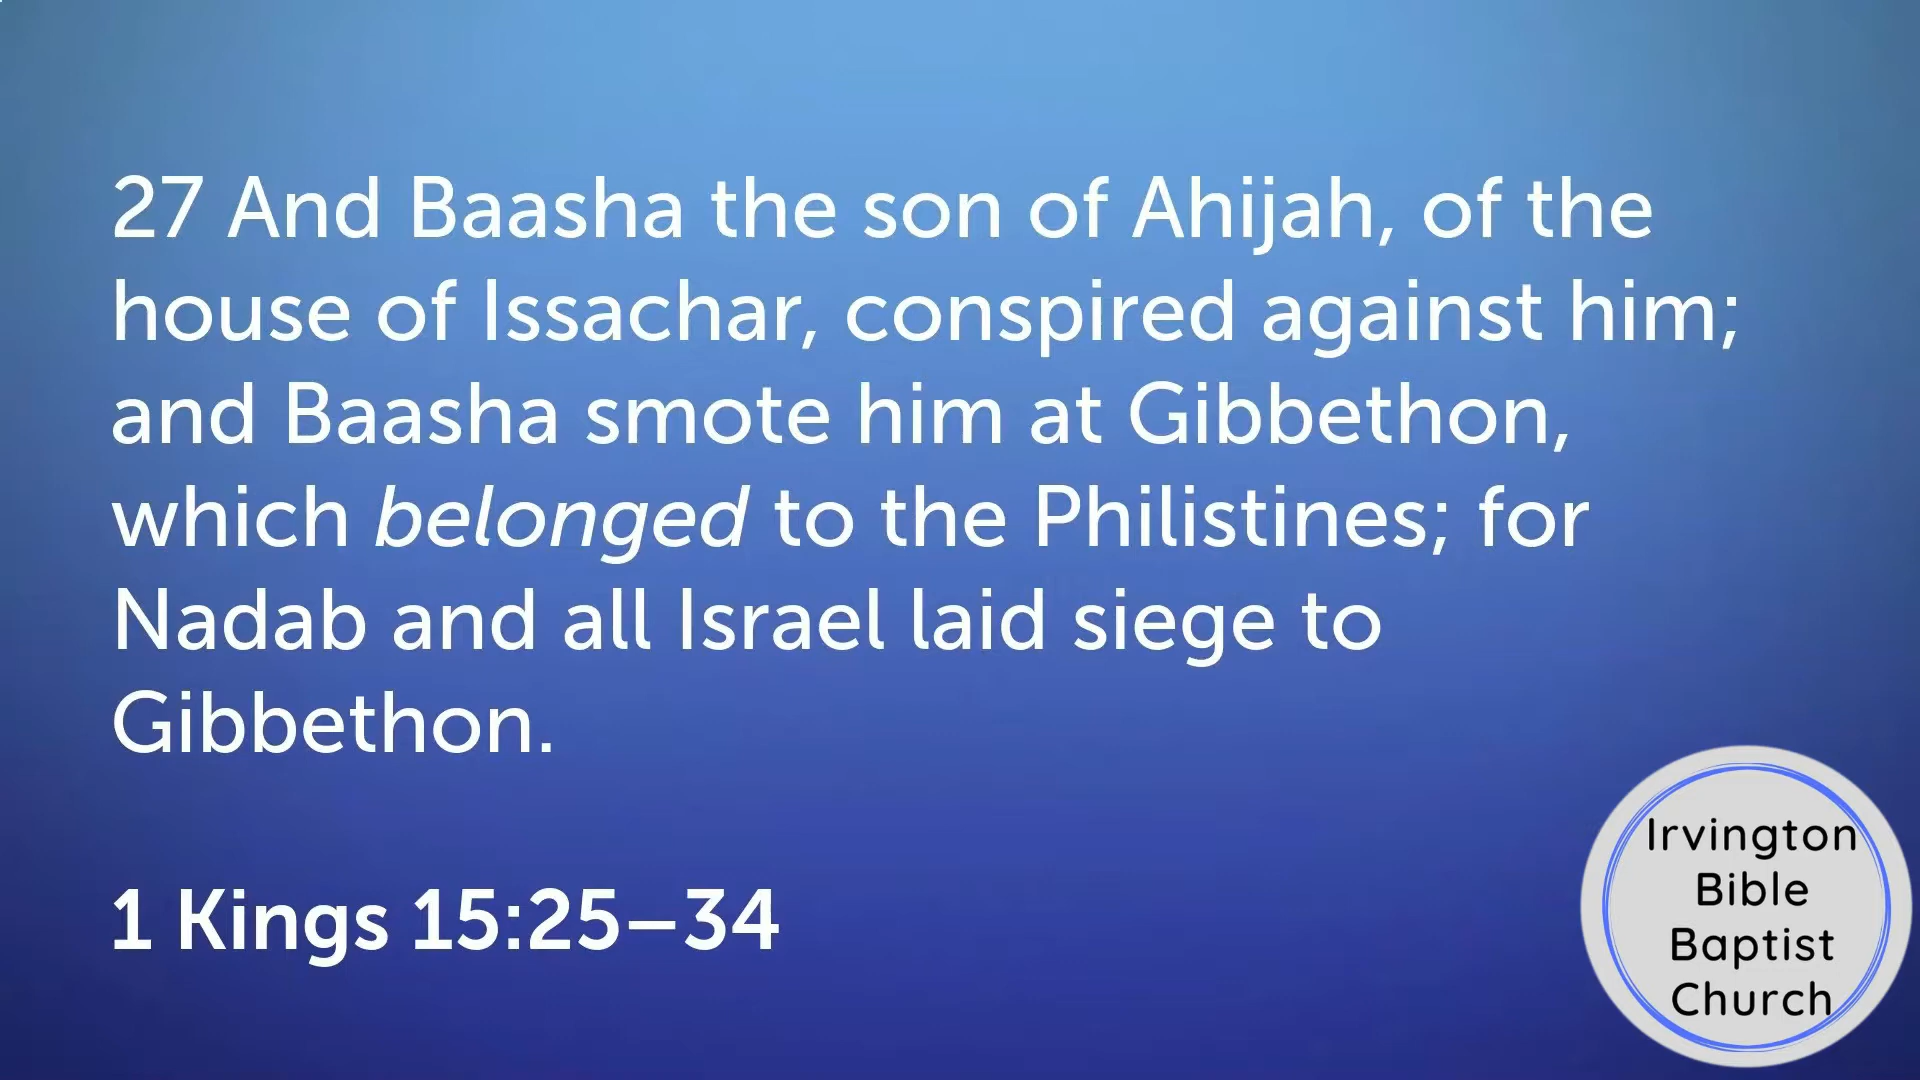 27 And Baasha the son of Ahijah, of the
house of Issachar, conspired against him;
and Baasha smote him at Gibbethon,
which belonged to the Philistines; for
Nadab and all Israel laid siege to
Gibbethon.
1 Kings 15:25–34
Irvington
Bible
Baptist
Church